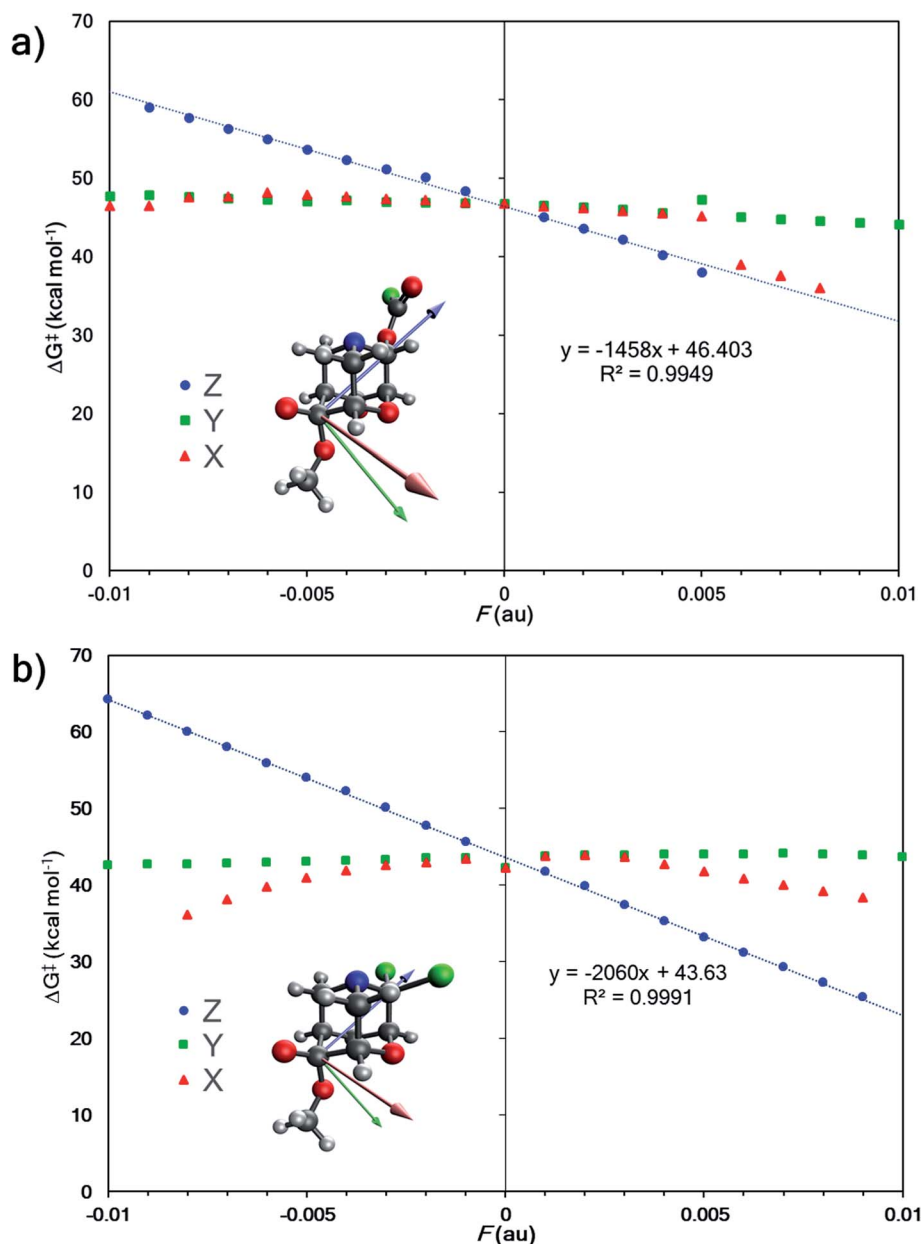 a)
70
60
50
40
30
20
10
0
ΔG‡ (kcal mol-1)
Z
Y
X
y = -1458x + 46.403
R² = 0.9949
-0.01
-0.005
0
0.005
0.01
F (au)
b)
70
60
50
40
30
20
10
0
ΔG‡ (kcal mol-1)
Z
Y
X
y = -2060x + 43.63
R² = 0.9991
-0.01
-0.005
0
0.005
0.01
F (au)